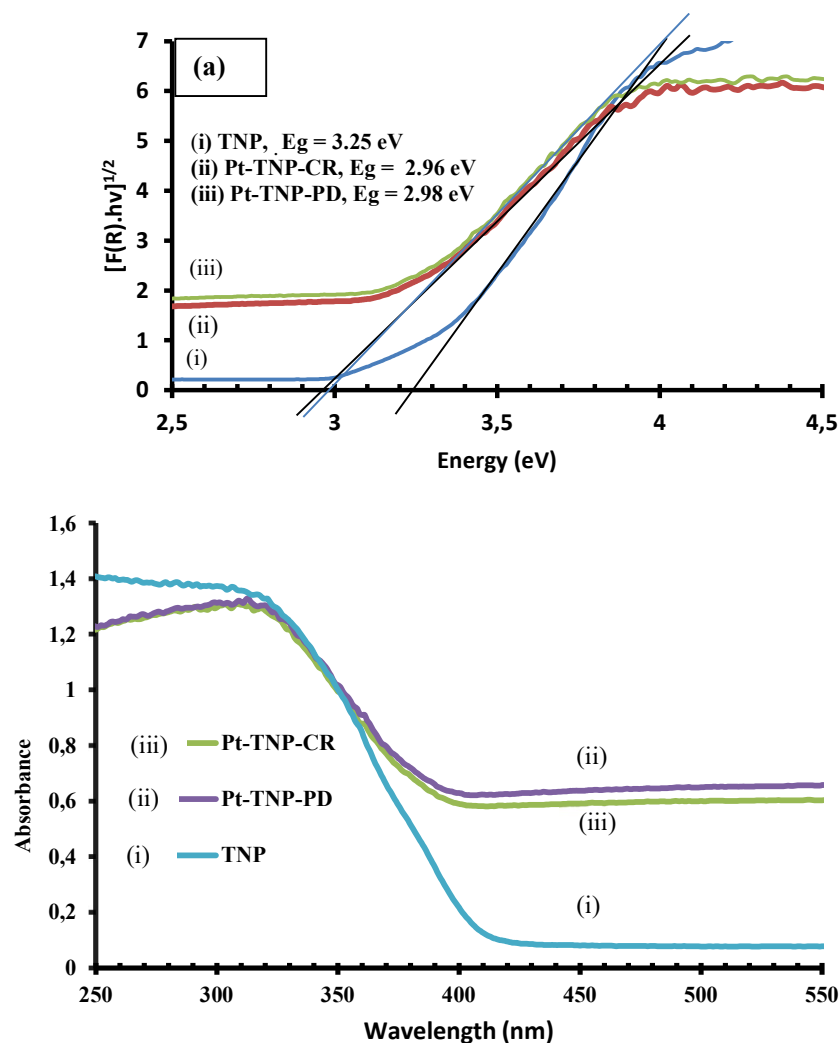 (a)
(i) TNP, Eg = 3.25 eV
(ii) Pt-TNP-CR, Eg = 2.96 eV
(iii) Pt-TNP-PD, Eg = 2.98 eV
[F(R).hv]1/2
7
6
5
4
3
2
1
0
(iii)
(ii)
(i)
2,5
3
3,5
4
4,5
Energy (eV)
1,6
1,4
1,2
1
0,8
0,6
0,4
0,2
0
Absorbance
(iii) Pt-TNP-CR
(ii) Pt-TNP-PD
(i) TNP
(ii)
(iii)
(i)
250
300
350
400
450
500
550
Wavelength (nm)